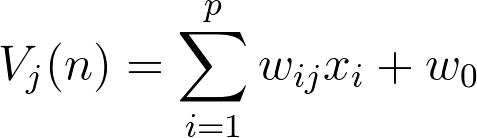 V_j(n) = \sum_{i=1}^{p} w_{ij} x_i + w_0